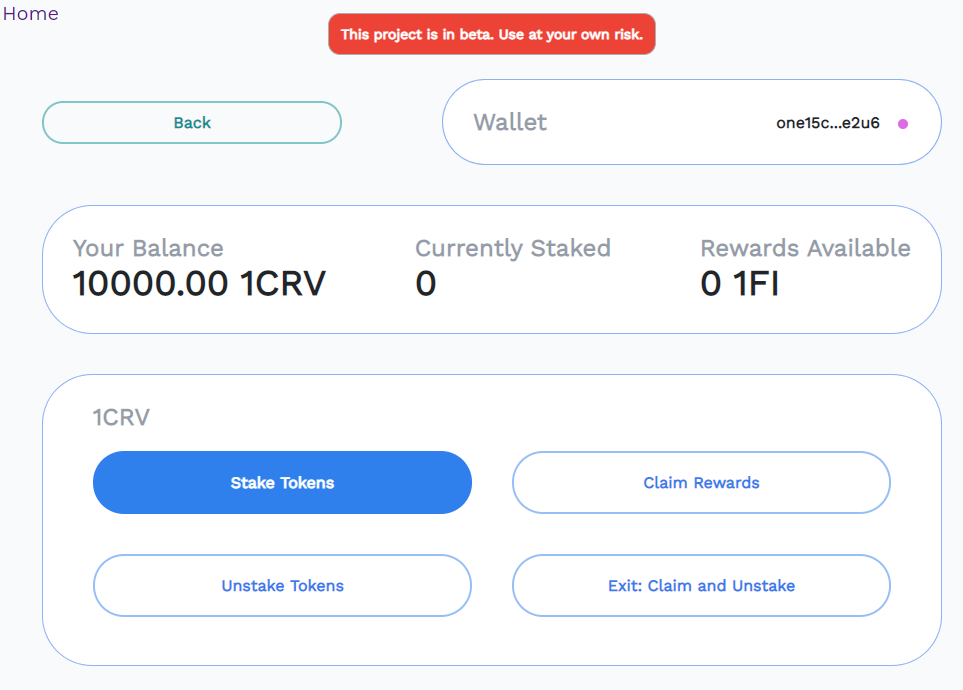 Home
This project is in beta. Use at your own risk.
Back
Wallet
one15c...e2u6
Your Balance
10000.00 1CRV
Currently Staked
0
Rewards Available
0 1FI
1CRV
Stake Tokens
Claim Rewards
Unstake Tokens
Exit: Claim and Unstake